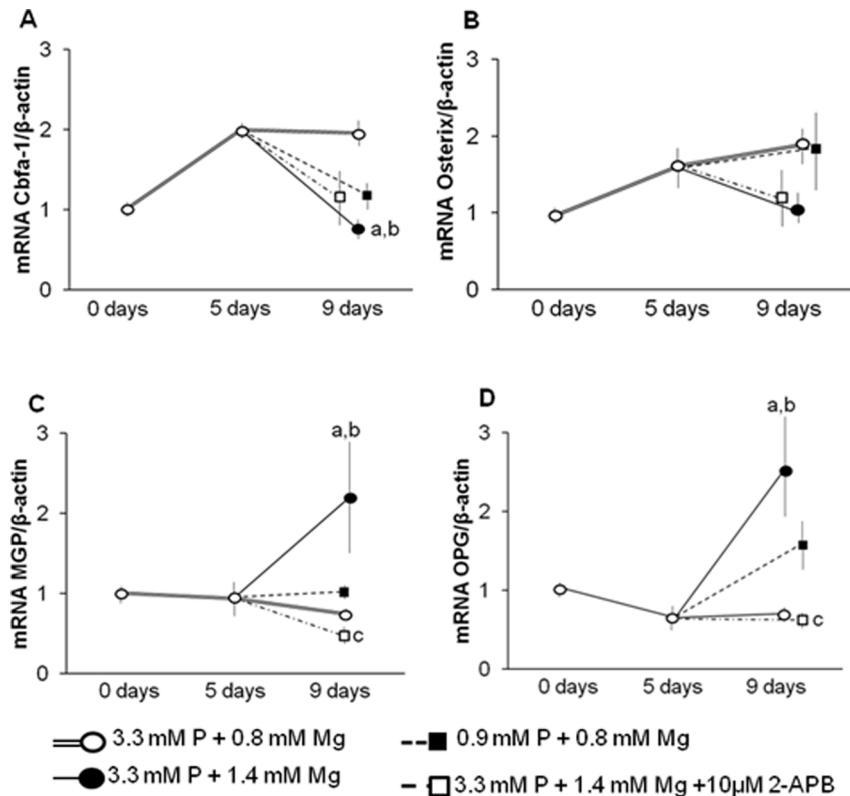 A
mRNA Cbfa-1/β-actin
3
2
1
0
a,b
0 days 5 days 9 days
B
mRNA Osterix/β-actin
3
2
1
0
0 days 5 days 9 days
C
mRNA MGP/β-actin
3
2
1
0
a,b
c
0 days 5 days 9 days
D
mRNA OPG/β-actin
3
2
1
0
a,b
c
0 days 5 days 9 days
3.3 mM P + 0.8 mM Mg
0.9 mM P + 0.8 mM Mg
3.3 mM P + 1.4 mM Mg
3.3 mM P + 1.4 mM Mg +10μM 2-APB